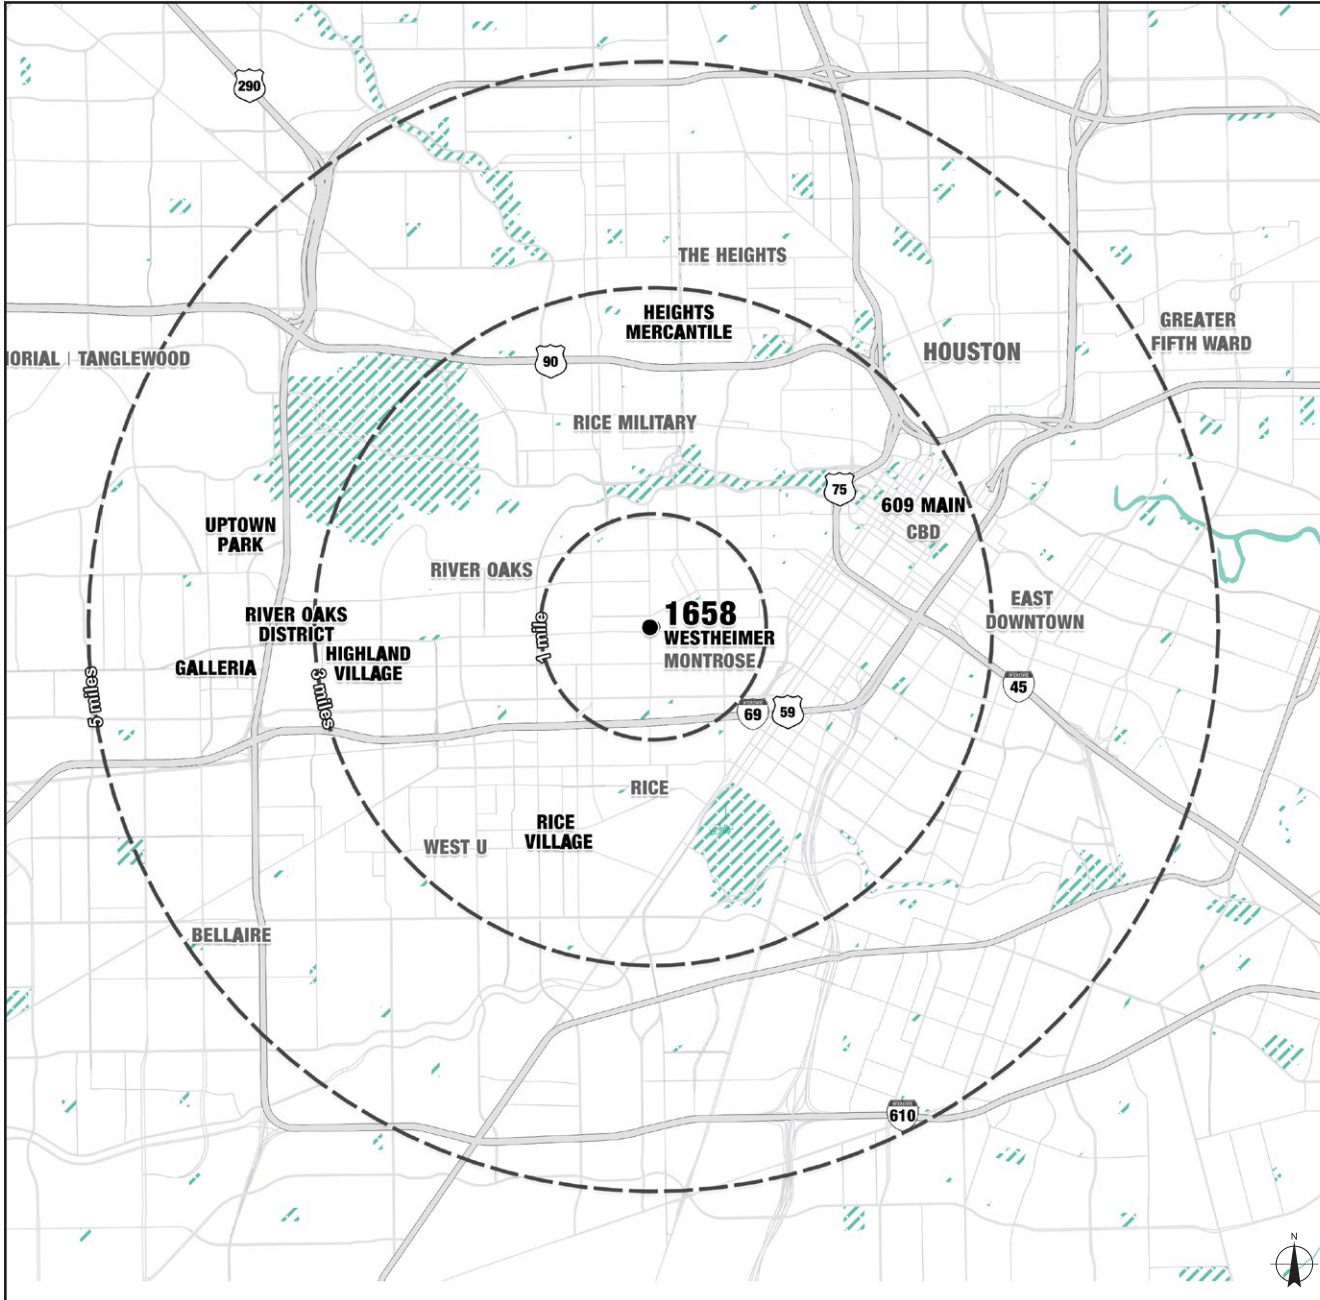 290
THE HEIGHTS
HEIGHTS
MERCANTILE
GREATER
FIFTH WARD
HOUSTON
ORIAL | TANGLEWOOD
90
RICE MILITARY
75
609 MAIN
CBD
UPTOWN
PARK
RIVER OAKS
EAST
DOWNTOWN
RIVER OAKS
DISTRICT
1 mile
1658
WESTHEIMER
MONTROSE
HIGHLAND
VILLAGE
GALLERIA
5 miles
3 miles
45
69
59
RICE
RICE
VILLAGE
WEST U
BELLAIRE
610
N